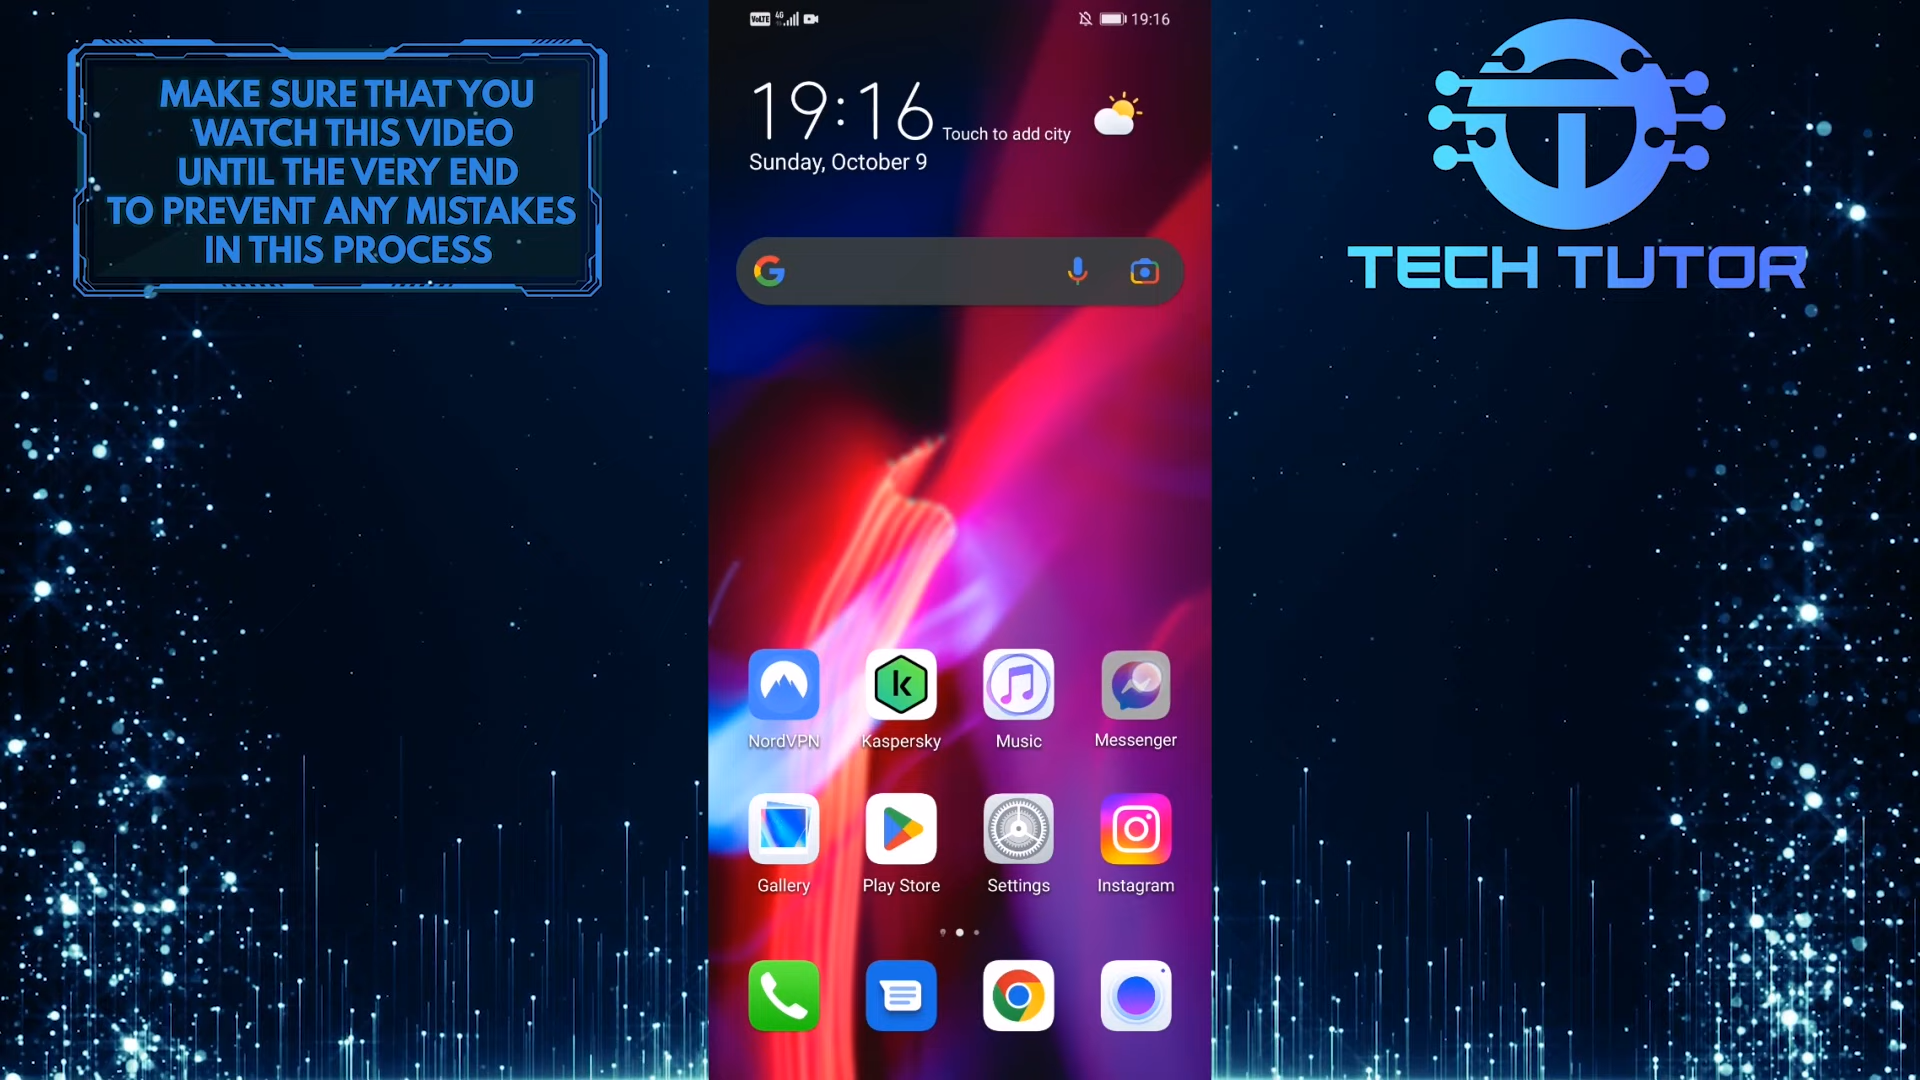 MAKE SURE THAT YOU
WATCH THIS VIDEO
UNTIL THE VERY END
TO PREVENT ANY MISTAKES
IN THIS PROCESS
VoLTE 4G 19:16
19:16 Touch to add city
Sunday, October 9
TECH TUTOR
NordVPN Kaspersky Music Messenger
Gallery Play Store Settings Instagram